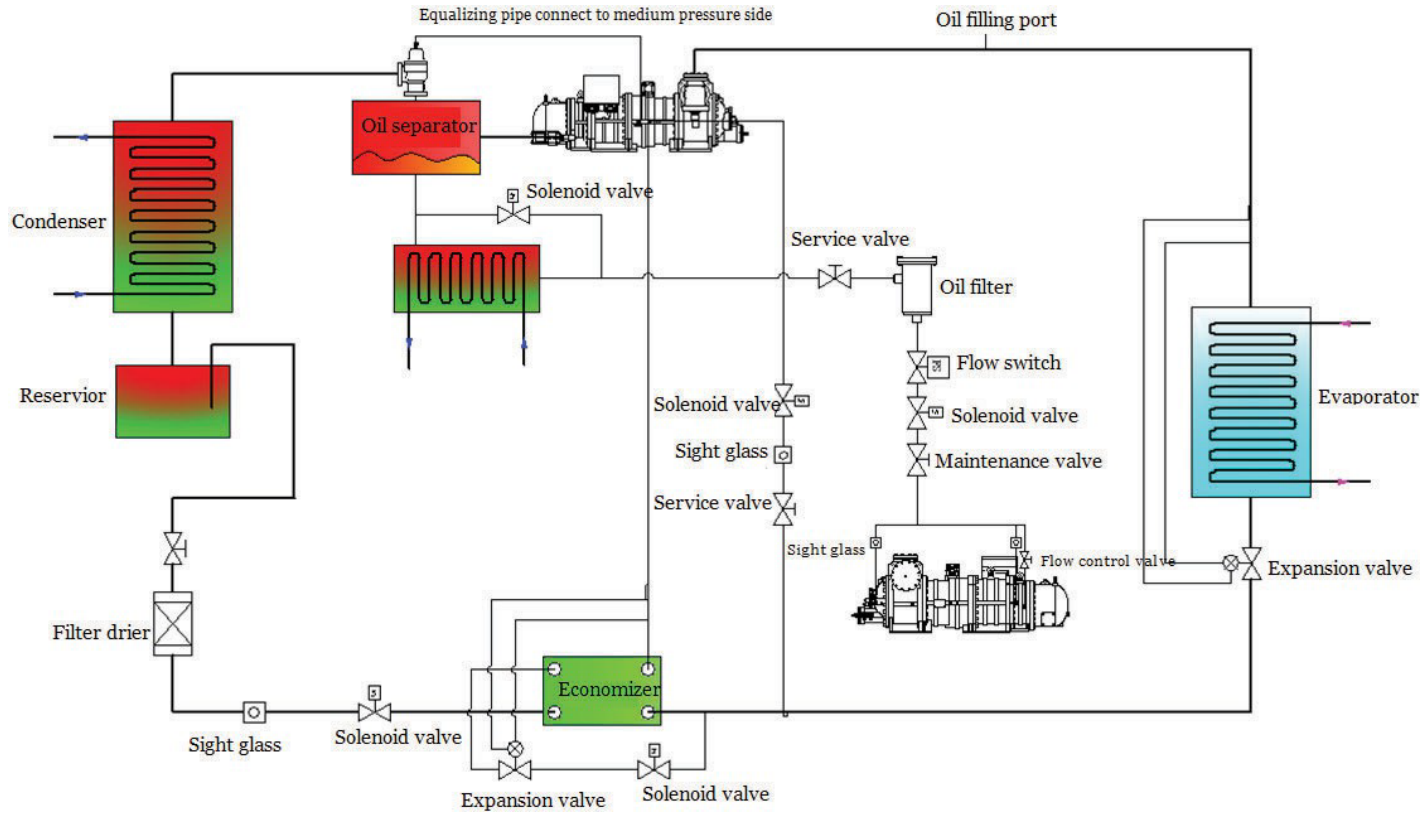 Equalizing pipe connect to medium pressure side
Oil filling port
Oil separator
Solenoid valve
Condenser
Service valve
Oil filter
Reservior
Flow switch
Solenoid valve
Solenoid valve
Evaporator
Sight glass
Maintenance valve
Service valve
Sight glass
Flow control valve
Expansion valve
Filter drier
Economizer
Sight glass
Solenoid valve
Expansion valve
Solenoid valve